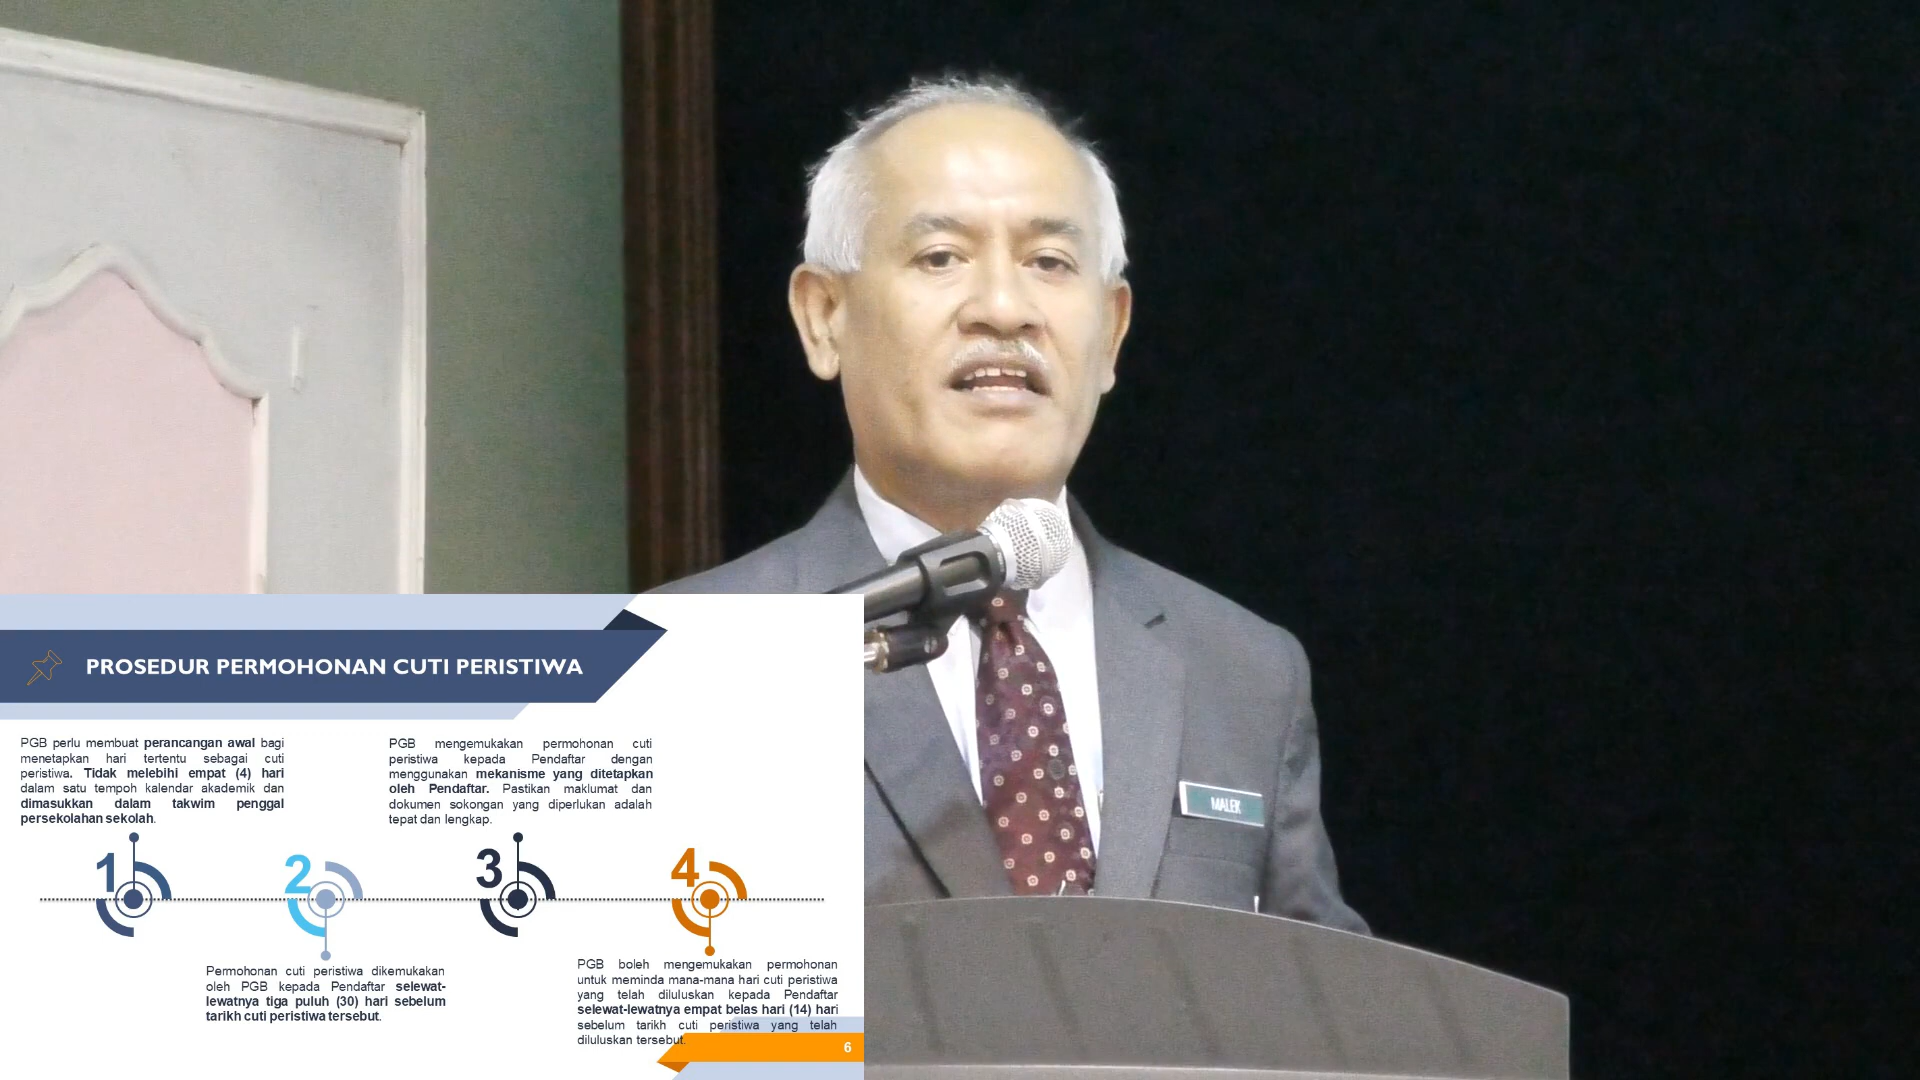 PROSEDUR PERMOHONAN CUTI PERISTIWA
PGB perlu membuat perancangan awal bagi
menetapkan hari tertentu sebagai cuti
peristiwa. Tidak melebihi empat (4) hari
dalam satu tempoh kalendar akademik dan
dimasukkan dalam takwim penggal
persekolahan sekolah.
PGB mengemukakan permohonan cuti
peristiwa kepada Pendaftar dengan
menggunakan mekanisme yang ditetapkan
oleh Pendaftar. Pastikan maklumat dan
dokumen sokongan yang diperlukan adalah
tepat dan lengkap.
1
2
3
4
Permohonan cuti peristiwa dikemukakan
oleh PGB kepada Pendaftar selewat-
lewatnya tiga puluh (30) hari sebelum
tarikh cuti peristiwa tersebut.
PGB boleh mengemukakan permohonan
untuk meminda mana-mana hari cuti peristiwa
yang telah diluluskan kepada Pendaftar
selewat-lewatnya empat belas hari (14) hari
sebelum tarikh cuti peristiwa yang telah
diluluskan tersebut.
6
MALEK